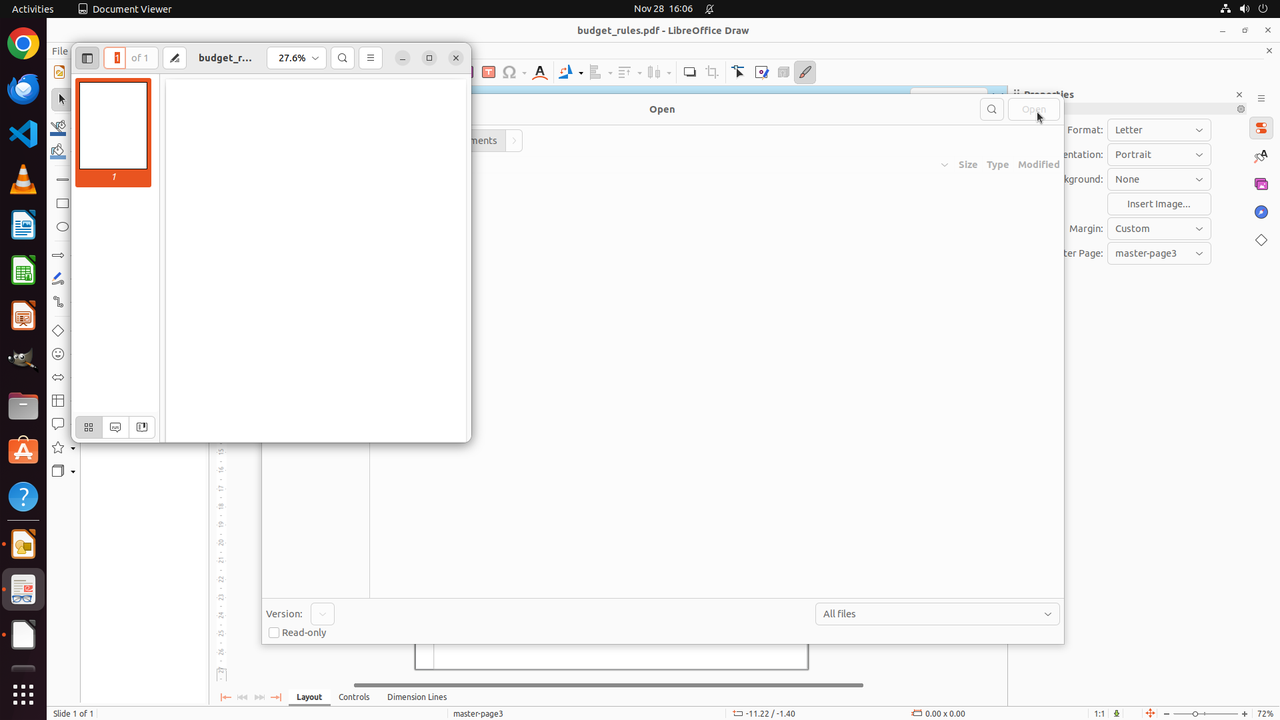 Activities
Document Viewer
Nov 28 16:06
budget_rules.pdf - LibreOffice Draw
File
1 of 1
budget_r...
27.6%
1
Open
Open
ments
Size Type Modified
Version:
All files
Read-only
Properties
Format: Letter
entation: Portrait
kground: None
Insert Image...
Margin: Custom
ter Page: master-page3
Layout Controls Dimension Lines
Slide 1 of 1
master-page3
-11.22 / -1.40
0.00 x 0.00
1:1
72%